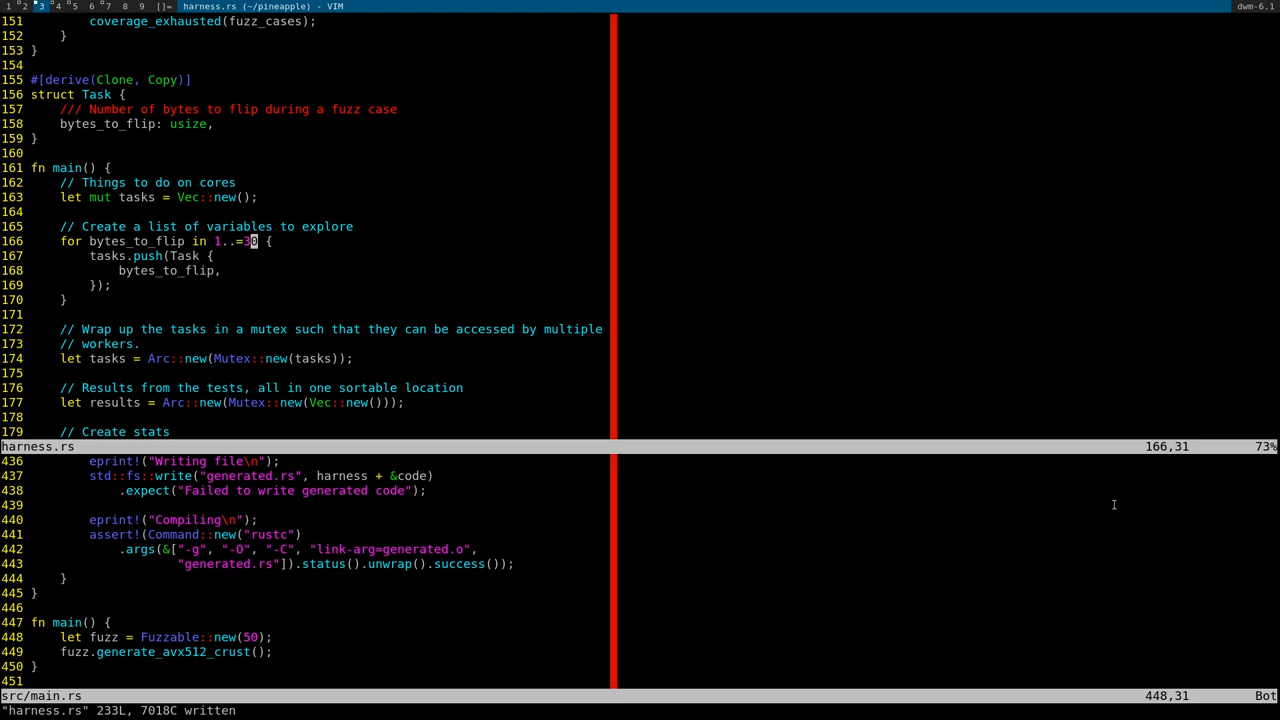 1 2 3 4 5 6 7 8 9 []= harness.rs (~/pineapple) - VIM dwm-6.1
151         coverage_exhausted(fuzz_cases);
152     }
153 }
154
155 #[derive(Clone, Copy)]
156 struct Task {
157     /// Number of bytes to flip during a fuzz case
158     bytes_to_flip: usize,
159 }
160
161 fn main() {
162     // Things to do on cores
163     let mut tasks = Vec::new();
164
165     // Create a list of variables to explore
166     for bytes_to_flip in 1..=30 {
167         tasks.push(Task {
168             bytes_to_flip,
169         });
170     }
171
172     // Wrap up the tasks in a mutex such that they can be accessed by multiple
173     // workers.
174     let tasks = Arc::new(Mutex::new(tasks));
175
176     // Results from the tests, all in one sortable location
177     let results = Arc::new(Mutex::new(Vec::new()));
178
179     // Create stats
harness.rs 166,31 73%
436         eprint!("Writing file\n");
437         std::fs::write("generated.rs", harness + &code)
438             .expect("Failed to write generated code");
439
440         eprint!("Compiling\n");
441         assert!(Command::new("rustc")
442             .args(&["-g", "-O", "-C", "link-arg=generated.o",
443                     "generated.rs"]).status().unwrap().success());
444     }
445 }
446
447 fn main() {
448     let fuzz = Fuzzable::new(50);
449     fuzz.generate_avx512_crust();
450 }
451
src/main.rs 448,31 Bot
"harness.rs" 233L, 7018C written